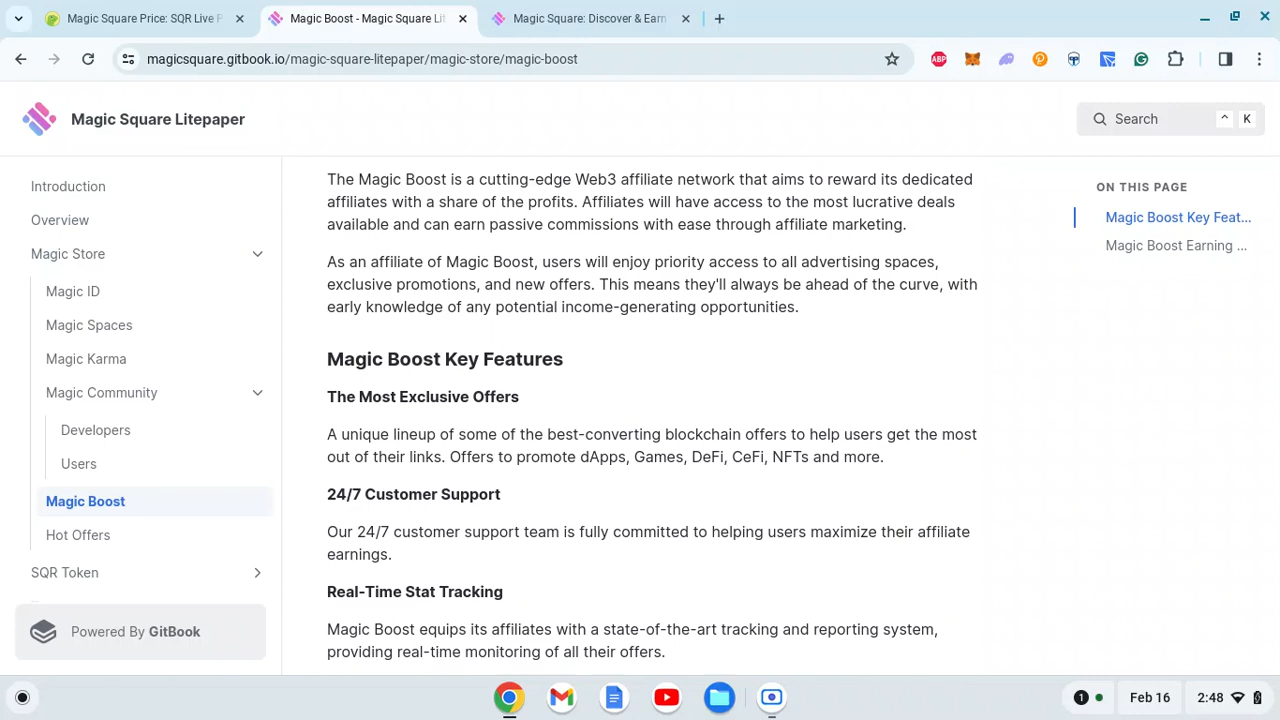 Magic Square Price: SQR Live P
Magic Boost - Magic Square Lit
Magic Square: Discover & Earn
magicsquare.gitbook.io/magic-square-litepaper/magic-store/magic-boost
ABP
Magic Square Litepaper
Search
^ K
Introduction
Overview
Magic Store
Magic ID
Magic Spaces
Magic Karma
Magic Community
Developers
Users
Magic Boost
Hot Offers
SQR Token
Powered By GitBook
The Magic Boost is a cutting-edge Web3 affiliate network that aims to reward its dedicated
affiliates with a share of the profits. Affiliates will have access to the most lucrative deals
available and can earn passive commissions with ease through affiliate marketing.
As an affiliate of Magic Boost, users will enjoy priority access to all advertising spaces,
exclusive promotions, and new offers. This means they'll always be ahead of the curve, with
early knowledge of any potential income-generating opportunities.
Magic Boost Key Features
The Most Exclusive Offers
A unique lineup of some of the best-converting blockchain offers to help users get the most
out of their links. Offers to promote dApps, Games, DeFi, CeFi, NFTs and more.
24/7 Customer Support
Our 24/7 customer support team is fully committed to helping users maximize their affiliate
earnings.
Real-Time Stat Tracking
Magic Boost equips its affiliates with a state-of-the-art tracking and reporting system,
providing real-time monitoring of all their offers.
ON THIS PAGE
Magic Boost Key Feat...
Magic Boost Earning ...
1
Feb 16
2:48